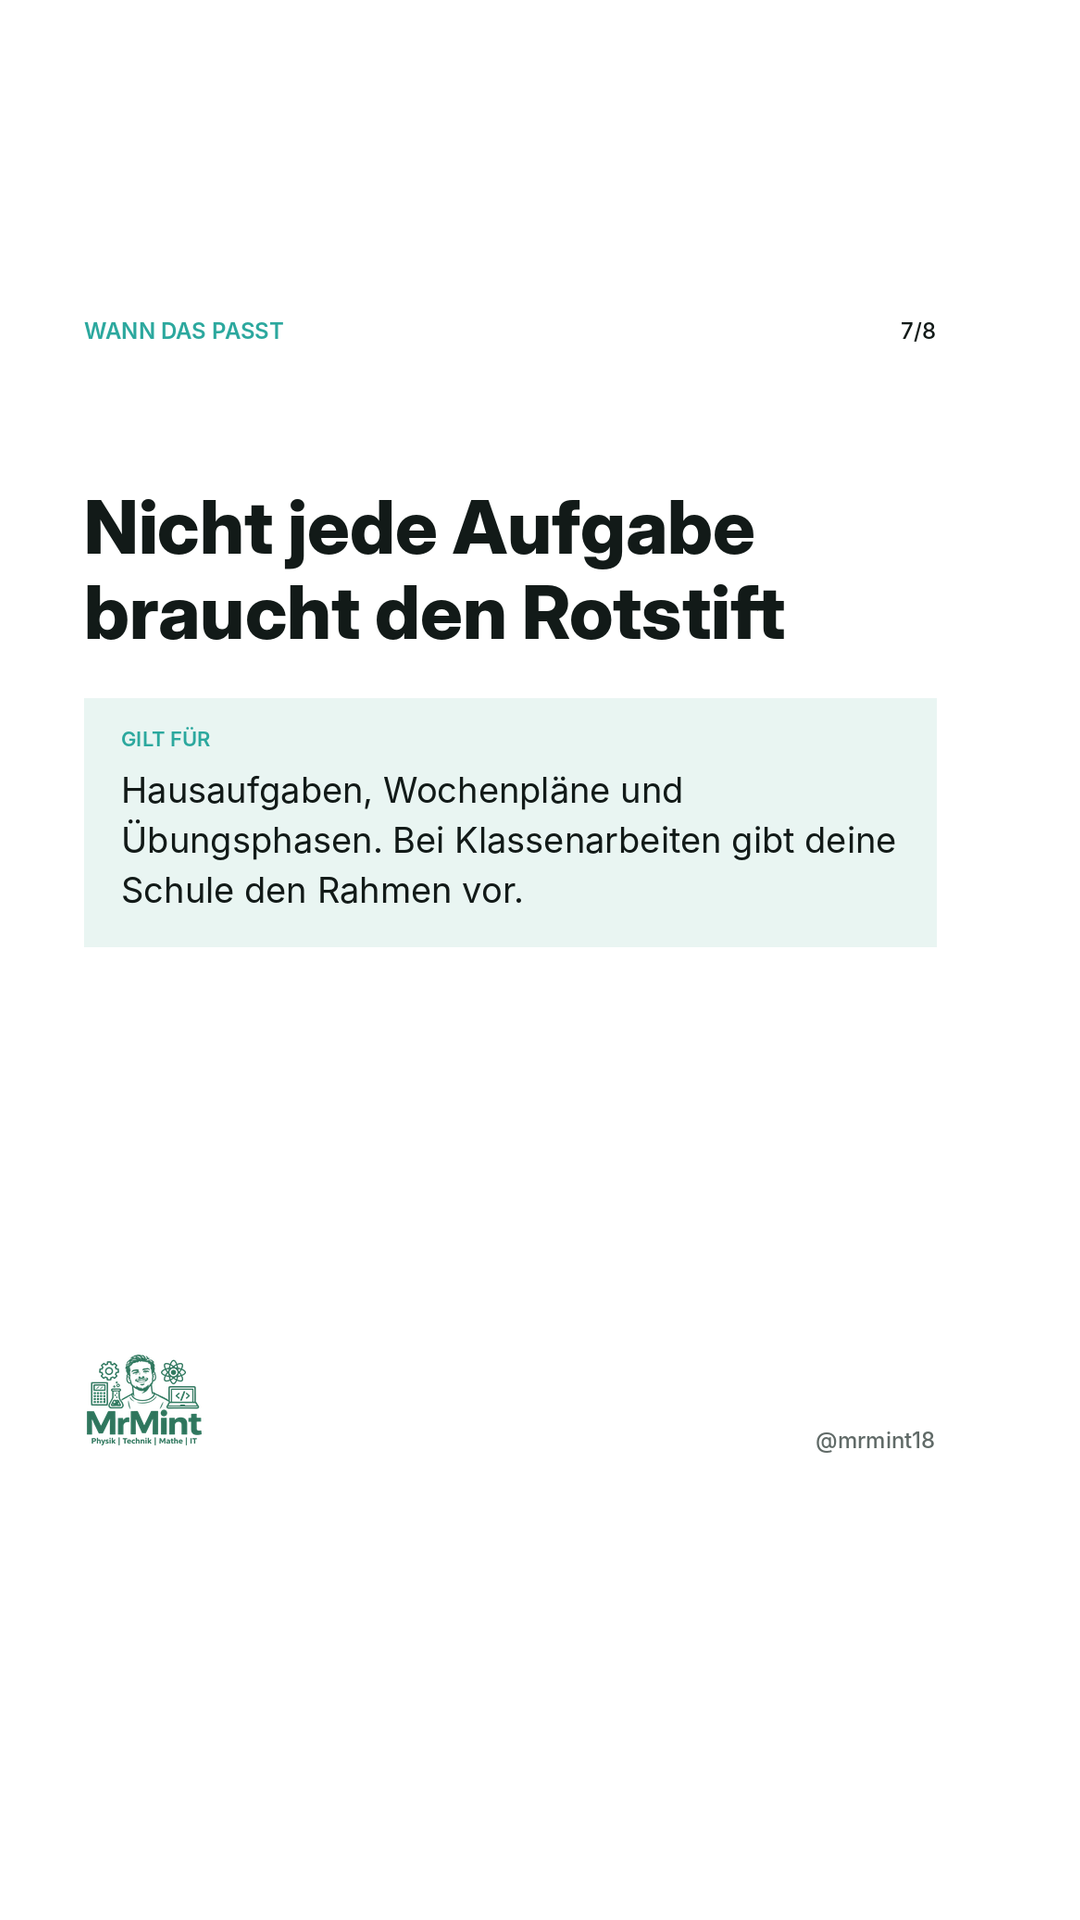 WANN DAS PASST
7/8
Nicht jede Aufgabe
braucht den Rotstift
GILT FÜR
Hausaufgaben, Wochenpläne und
Übungsphasen. Bei Klassenarbeiten gibt deine
Schule den Rahmen vor.
</>
MrMint
Physik | Technik | Mathe | IT
@mrmint18